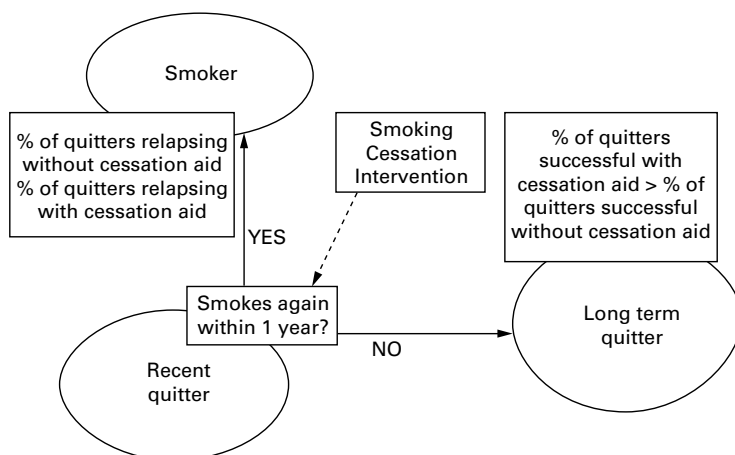 Smoker
% of quitters relapsing
without cessation aid
% of quitters relapsing
with cessation aid
Smoking
Cessation
Intervention
% of quitters
successful with
cessation aid > % of
quitters successful
without cessation aid
YES
Smokes again
within 1 year?
NO
Recent
quitter
Long term
quitter